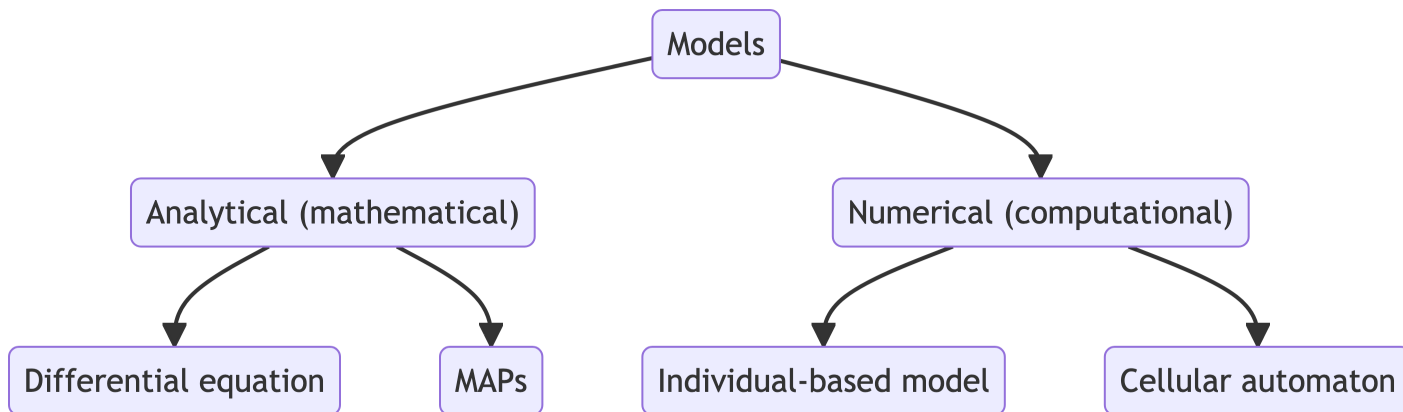 Models
Analytical (mathematical)
Numerical (computational)
Differential equation
MAPs
Individual-based model
Cellular automaton